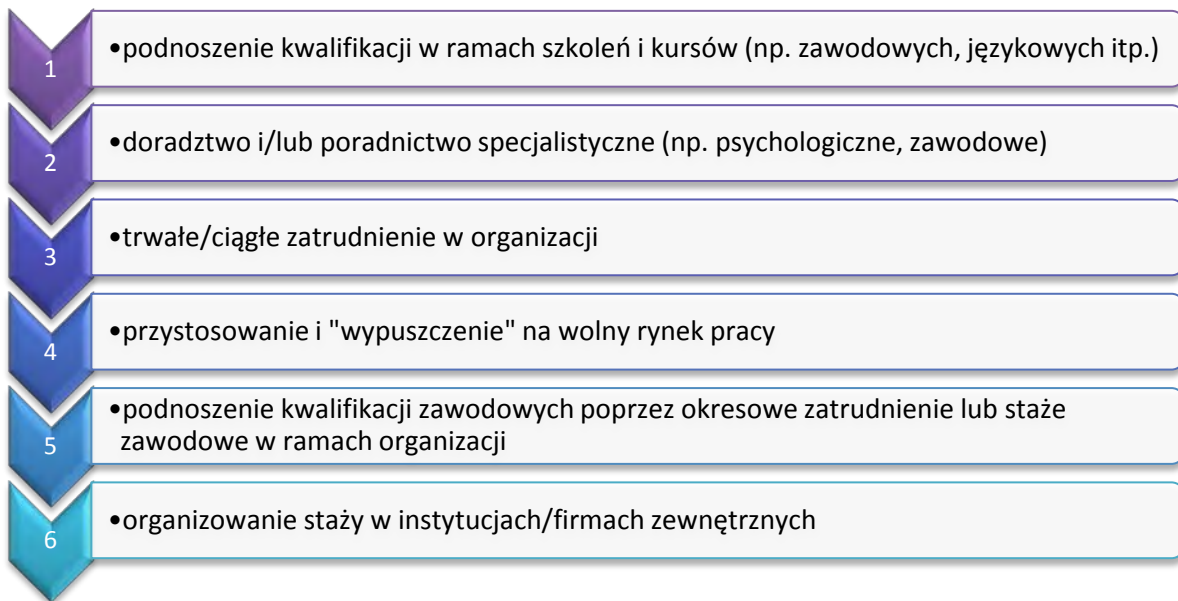 1
•podnoszenie kwalifikacji w ramach szkoleń i kursów (np. zawodowych, językowych itp.)
2
•doradztwo i/lub poradnictwo specjalistyczne (np. psychologiczne, zawodowe)
3
•trwałe/ciągłe zatrudnienie w organizacji
4
•przystosowanie i "wypuszczenie" na wolny rynek pracy
5
•podnoszenie kwalifikacji zawodowych poprzez okresowe zatrudnienie lub staże
zawodowe w ramach organizacji
6
•organizowanie staży w instytucjach/firmach zewnętrznych